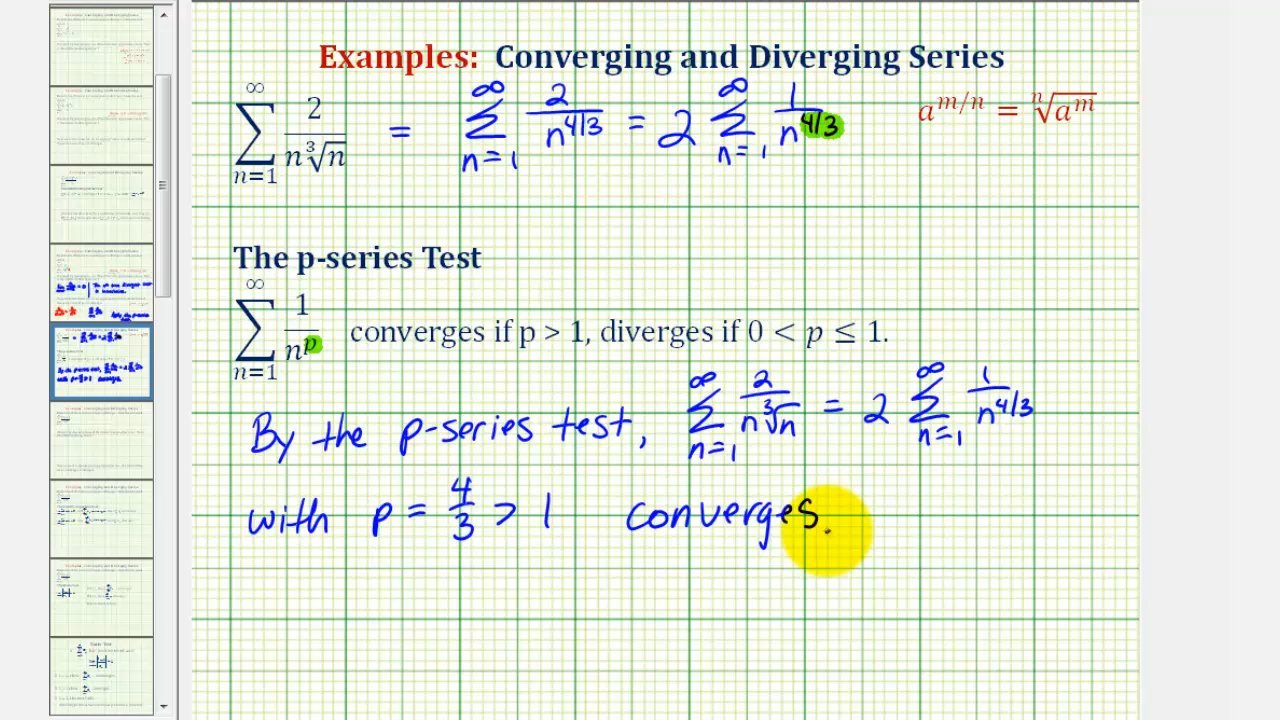 Examples: Converging and Diverging Series
∑_{n=1}^{∞} 2/(n∛n) = ∑_{n=1}^{∞} 2/n^{4/3} = 2 ∑_{n=1}^{∞} 1/n^{4/3}
a^{m/n} = ⁿ√(a^m)
The p-series Test
∑_{n=1}^{∞} 1/n^p converges if p > 1, diverges if 0 < p ≤ 1.
By the p-series test, ∑_{n=1}^{∞} 2/(n∛n) = 2 ∑_{n=1}^{∞} 1/n^{4/3}
with p = 4/3 > 1 converges.